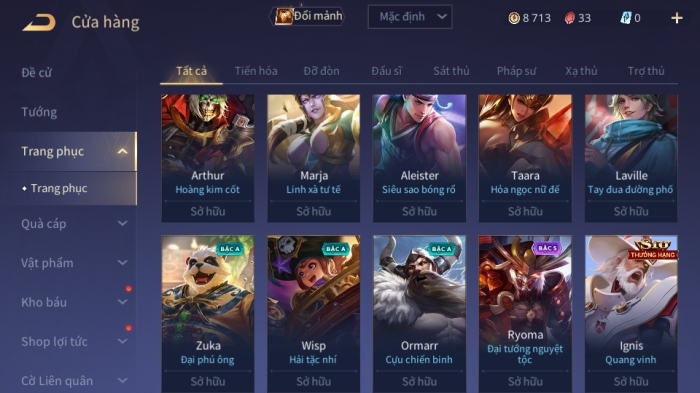 Cửa hàng
Đổi mảnh
Mặc định
8 713
33
0
Đề cử
Tướng
Trang phục
Trang phục
Quà cáp
Vật phẩm
Kho báu
Shop lợi tức
Cờ Liên quân
Tất cả Tiến hóa Đỡ đòn Đấu sĩ Sát thủ Pháp sư Xạ thủ Trợ thủ
Arthur
Hoàng kim cốt
Sở hữu
Marja
Linh xà tư tế
Sở hữu
Aleister
Siêu sao bóng rổ
Sở hữu
Taara
Hỏa ngọc nữ đế
Sở hữu
Laville
Tay đua đường phố
Sở hữu
BẬC A
Zuka
Đại phú ông
Sở hữu
BẬC A
Wisp
Hải tặc nhí
Sở hữu
BẬC A
Ormarr
Cựu chiến binh
Sở hữu
BẬC S
Ryoma
Đại tướng nguyệt
tộc
Sở hữu
S10
THƯỞNG HẠNG
Ignis
Quang vinh
Sở hữu